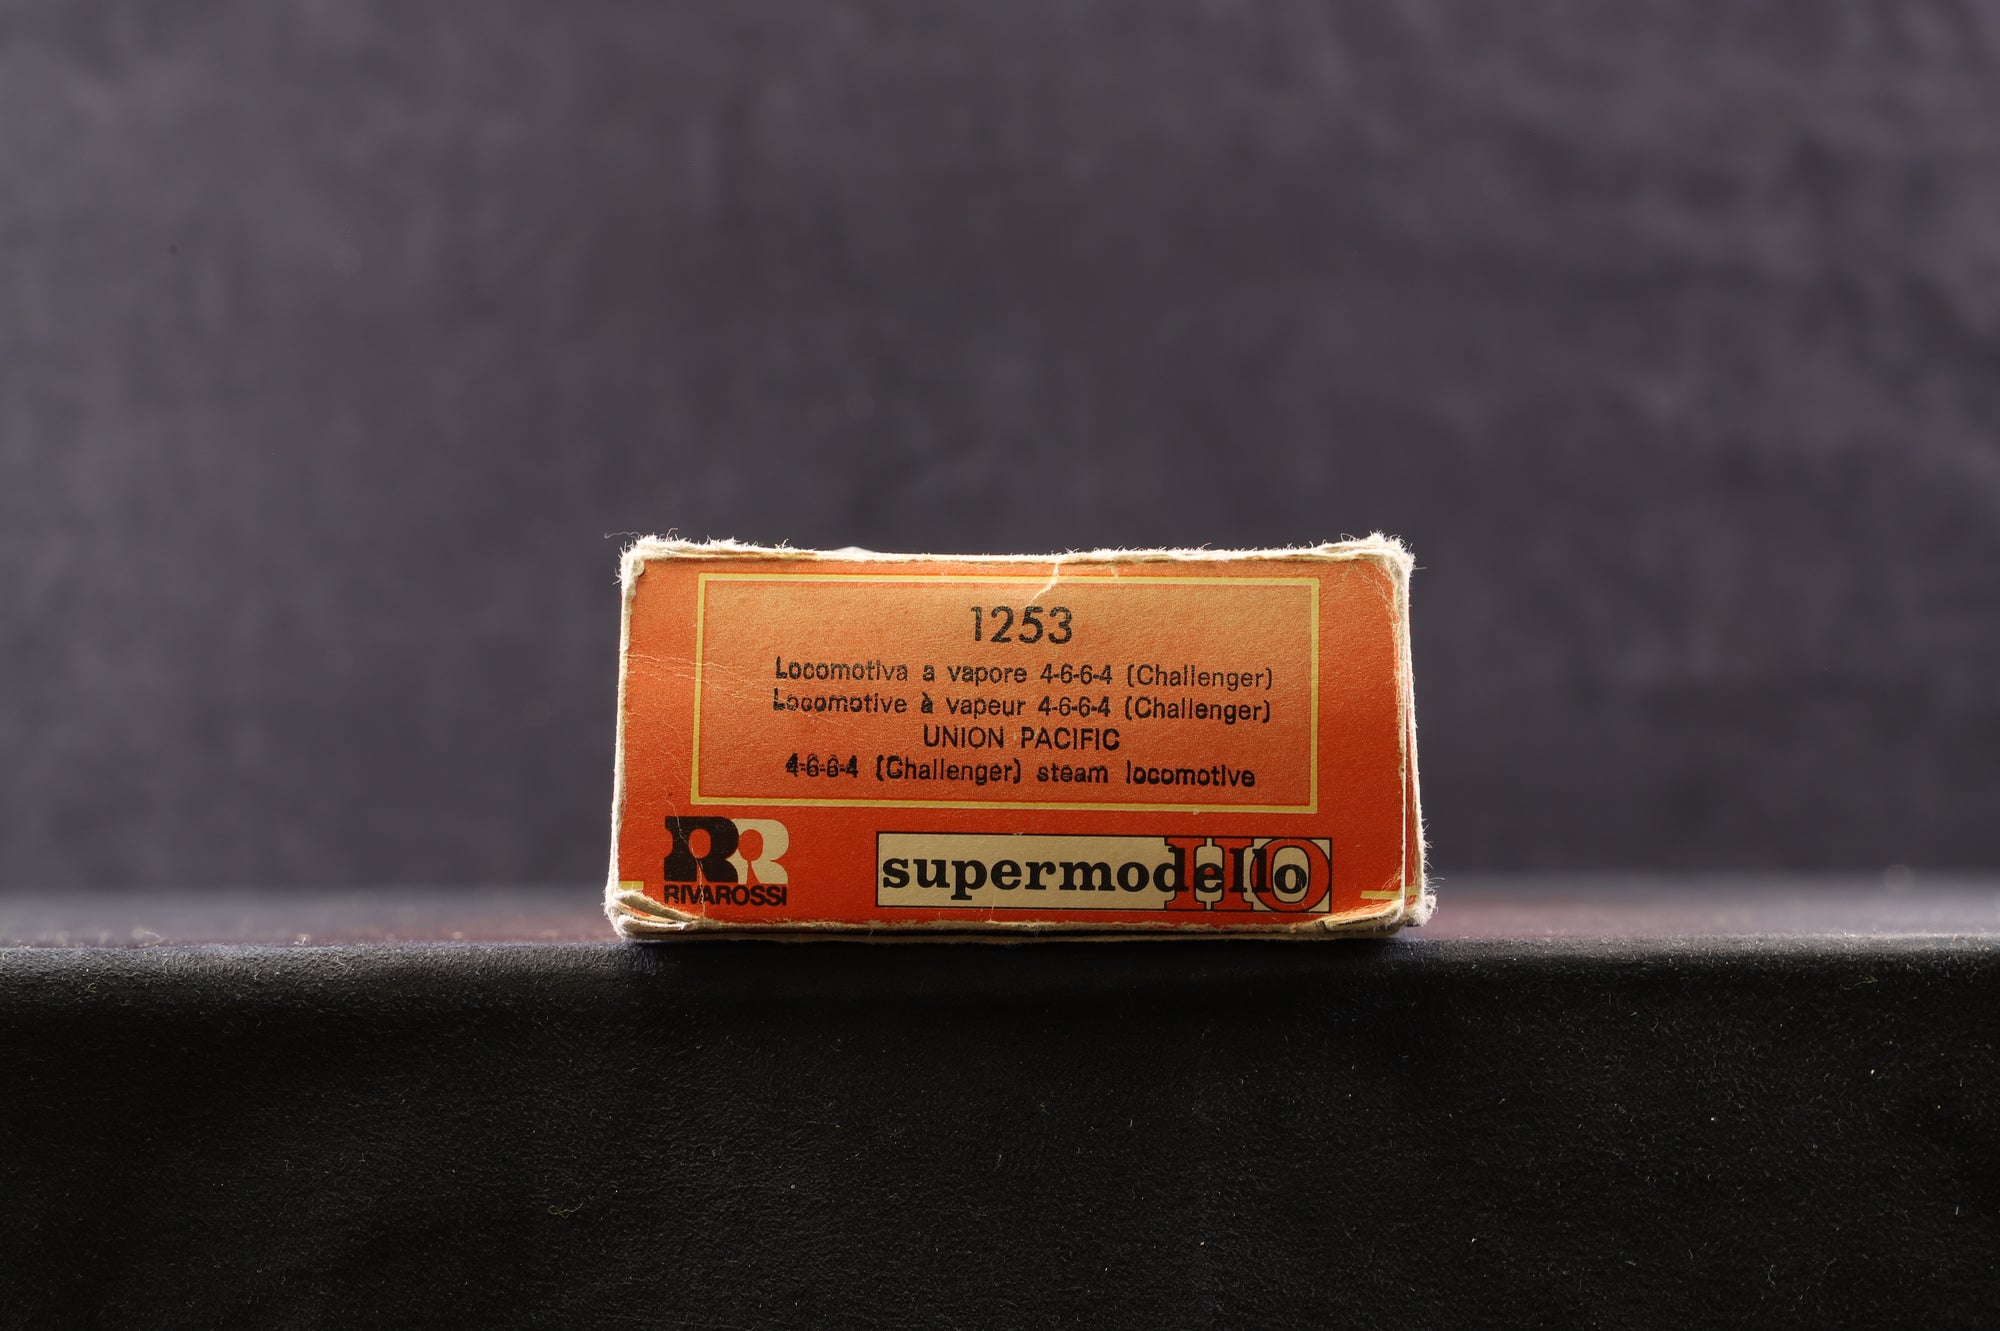 1253
Locomotiva a vapore 4-6-6-4 (Challenger)
Locomotive à vapeur 4-6-6-4 (Challenger)
UNION PACIFIC
4-6-6-4 (Challenger) steam locomotive
RR
RIVAROSSI
supermodello HO